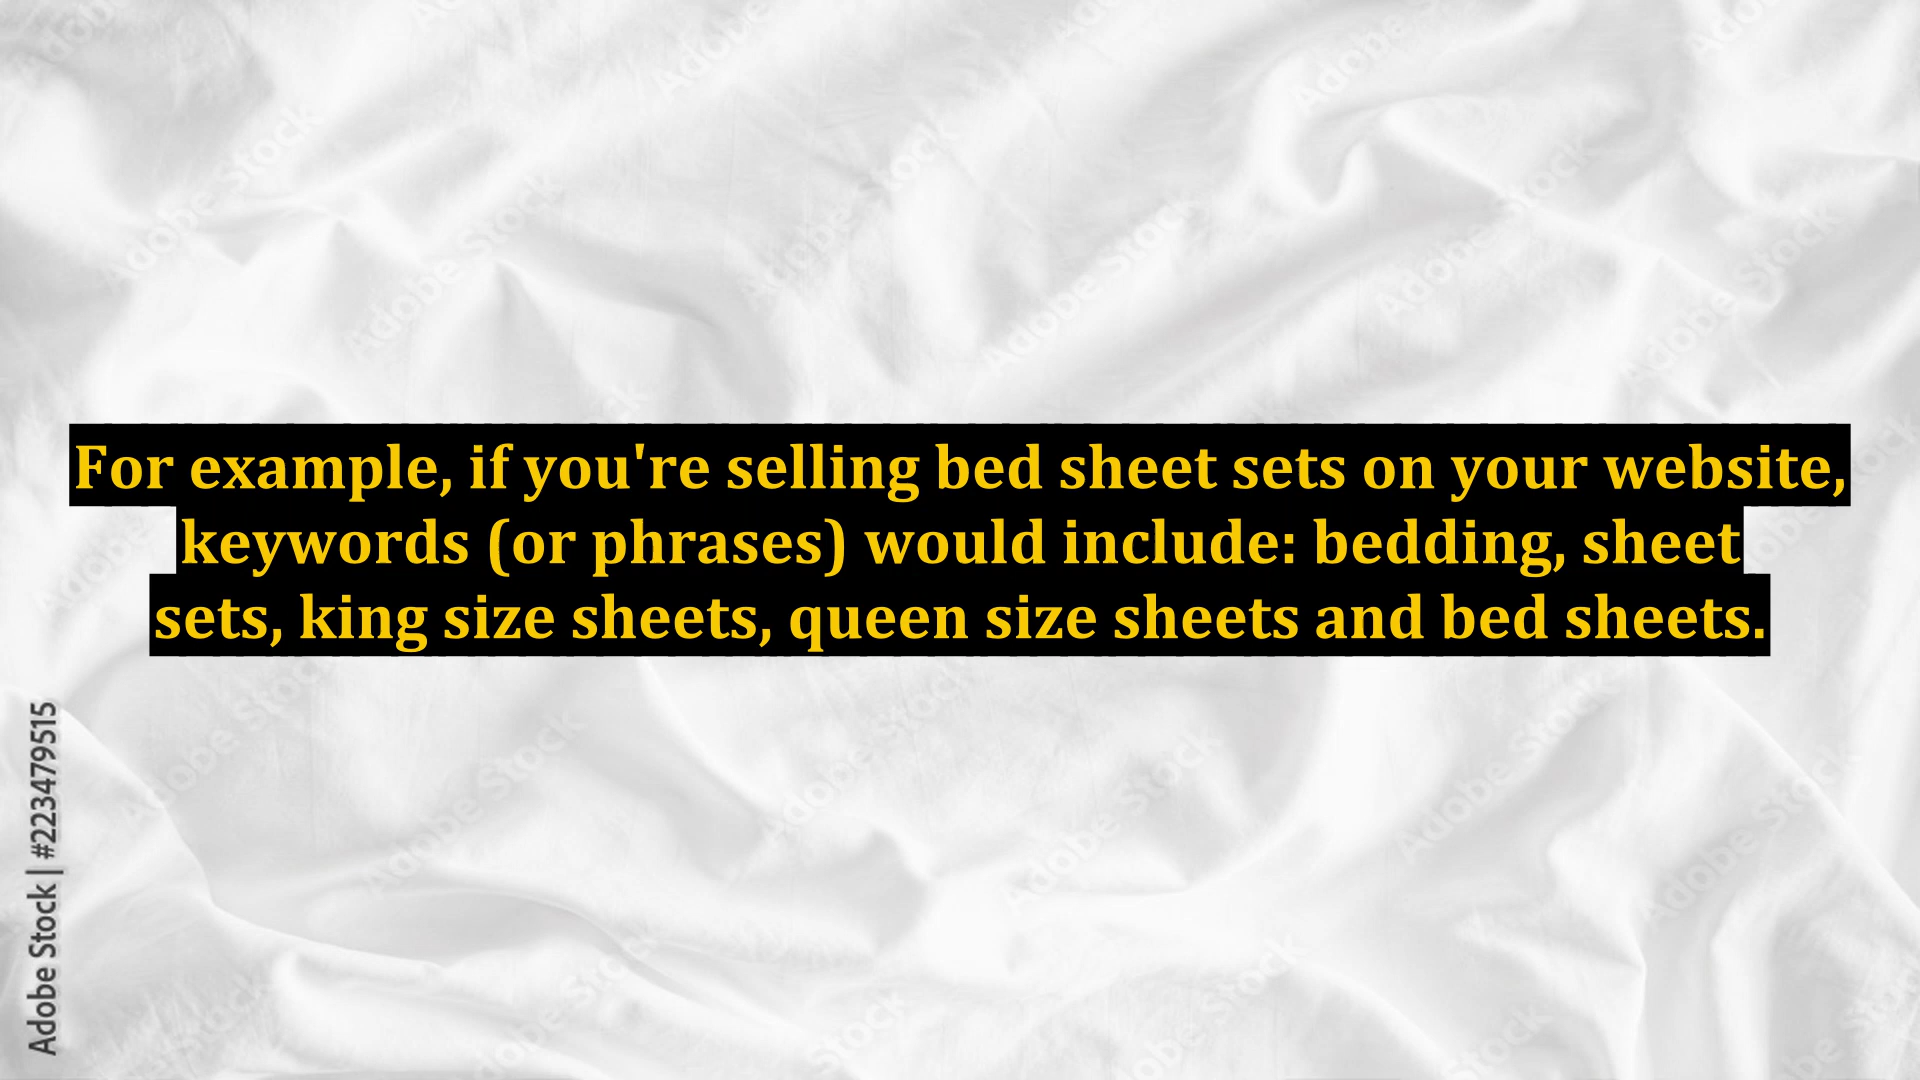 For example, if you're selling bed sheet sets on your website,
keywords (or phrases) would include: bedding, sheet
sets, king size sheets, queen size sheets and bed sheets.
Adobe Stock | #223479515